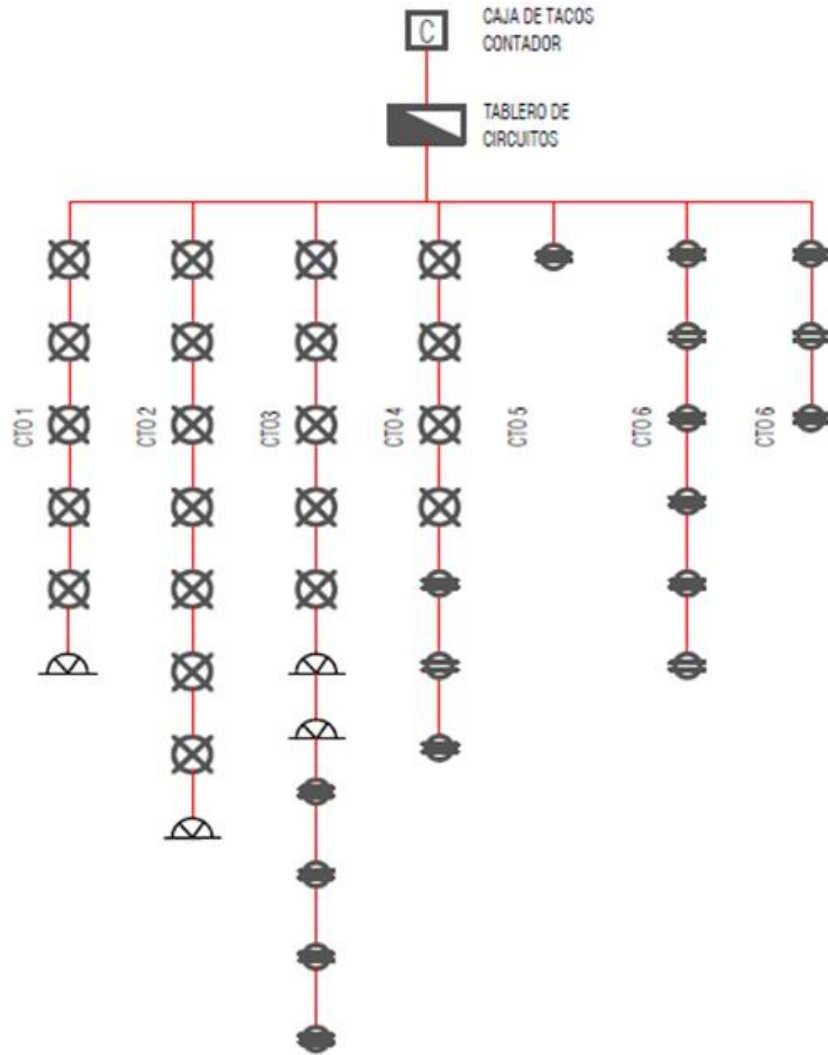 C
CAJA DE TACOS
CONTADOR
TABLERO DE
CIRCUITOS
CTO 1
CTO 2
CTO3
CTO 4
CTO 5
CTO 6
CTO 6